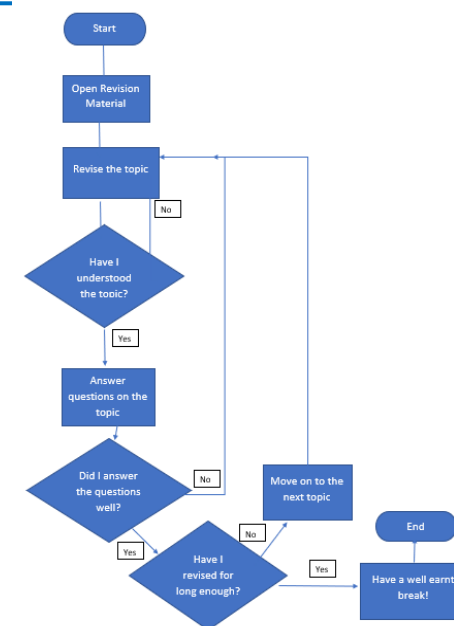 Start
Open Revision
Material
Revise the topic
No
Have I
understood
the topic?
Yes
Answer
questions on the
topic
Did I answer
the questions
well?
No
Yes
Have I
revised for
long enough?
No
Move on to the
next topic
Yes
Have a well earnt
break!
End